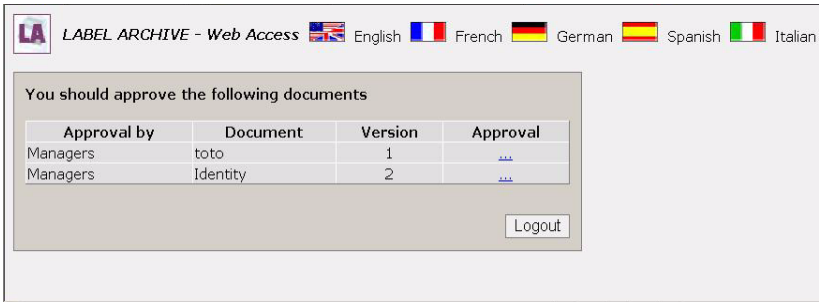 LA LABEL ARCHIVE - Web Access English French German Spanish Italian
You should approve the following documents
Approval by Document Version Approval
Managers toto 1 ...
Managers Identity 2 ...
Logout